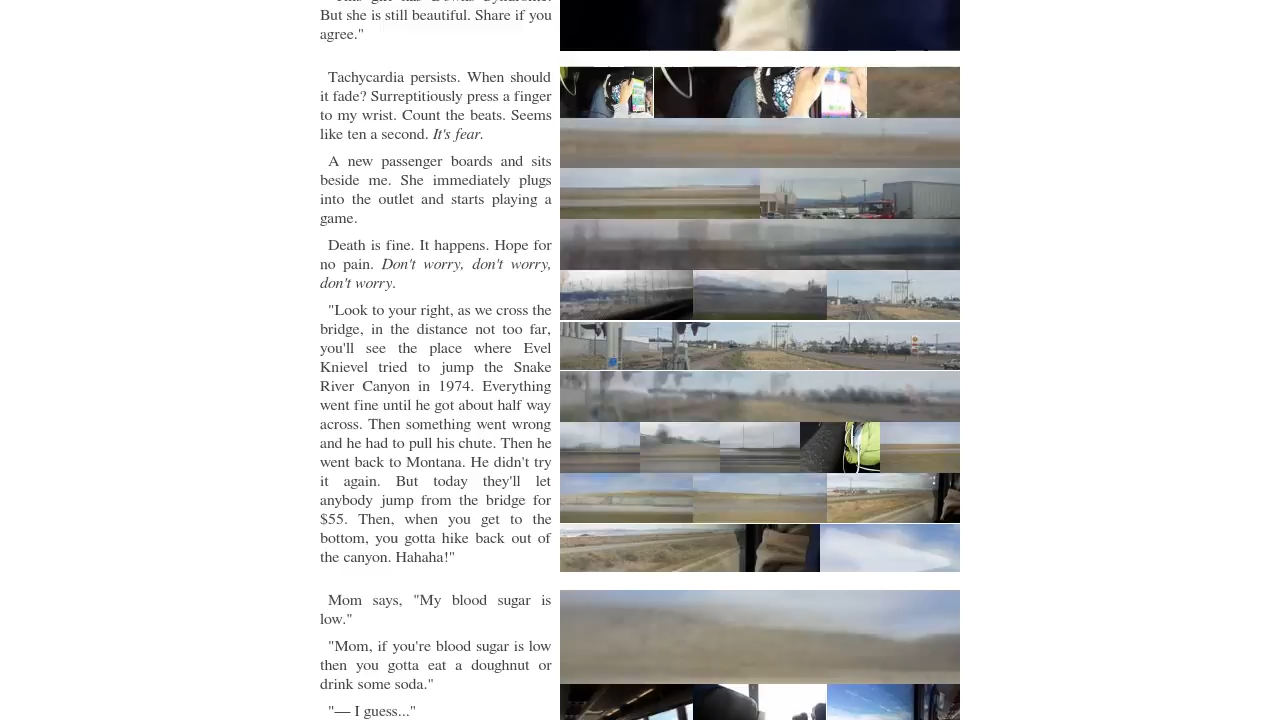 But she is still beautiful. Share if you
agree."
Tachycardia persists. When should
it fade? Surreptitiously press a finger
to my wrist. Count the beats. Seems
like ten a second. It's fear.
A new passenger boards and sits
beside me. She immediately plugs
into the outlet and starts playing a
game.
Death is fine. It happens. Hope for
no pain. Don't worry, don't worry,
don't worry.
"Look to your right, as we cross the
bridge, in the distance not too far,
you'll see the place where Evel
Knievel tried to jump the Snake
River Canyon in 1974. Everything
went fine until he got about half way
across. Then something went wrong
and he had to pull his chute. Then he
went back to Montana. He didn't try
it again. But today they'll let
anybody jump from the bridge for
$55. Then, when you get to the
bottom, you gotta hike back out of
the canyon. Hahaha!"
Mom says, "My blood sugar is
low."
"Mom, if you're blood sugar is low
then you gotta eat a doughnut or
drink some soda."
"— I guess..."